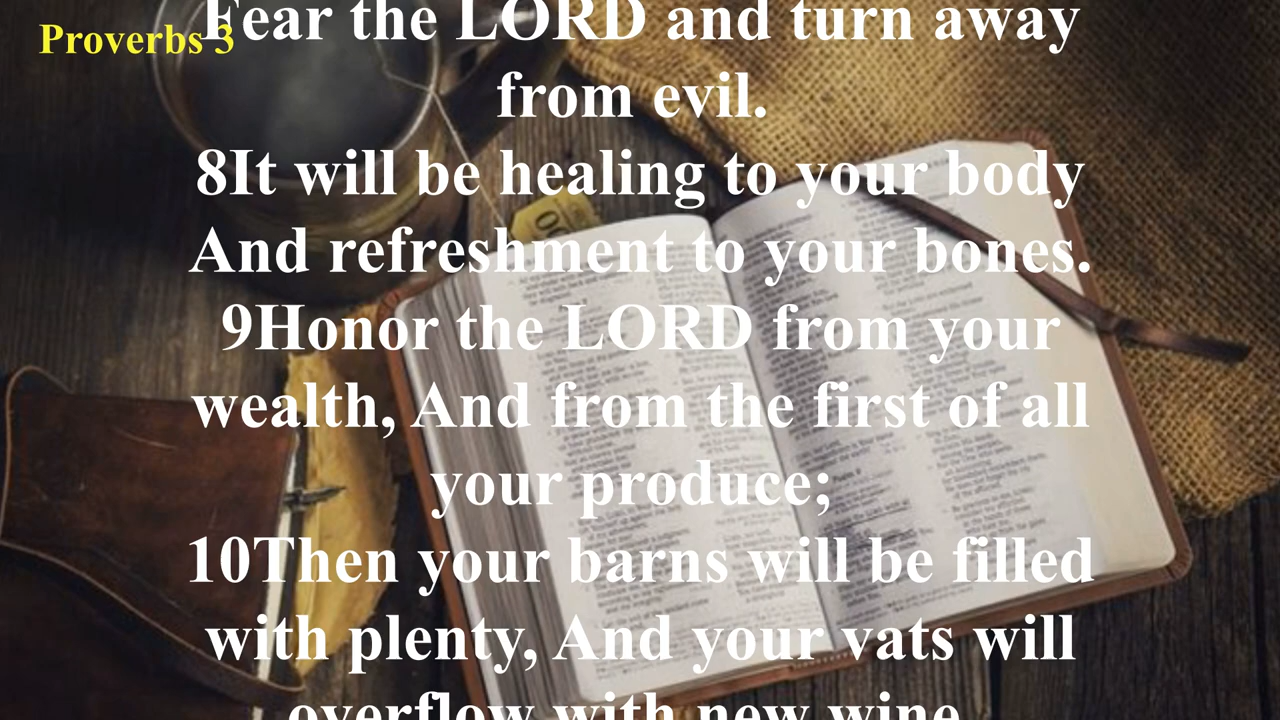 Proverbs 3
Fear the LORD and turn away
from evil.
8It will be healing to your body
And refreshment to your bones.
9Honor the LORD from your
wealth, And from the first of all
your produce;
10Then your barns will be filled
with plenty, And your vats will
overflow with new wine